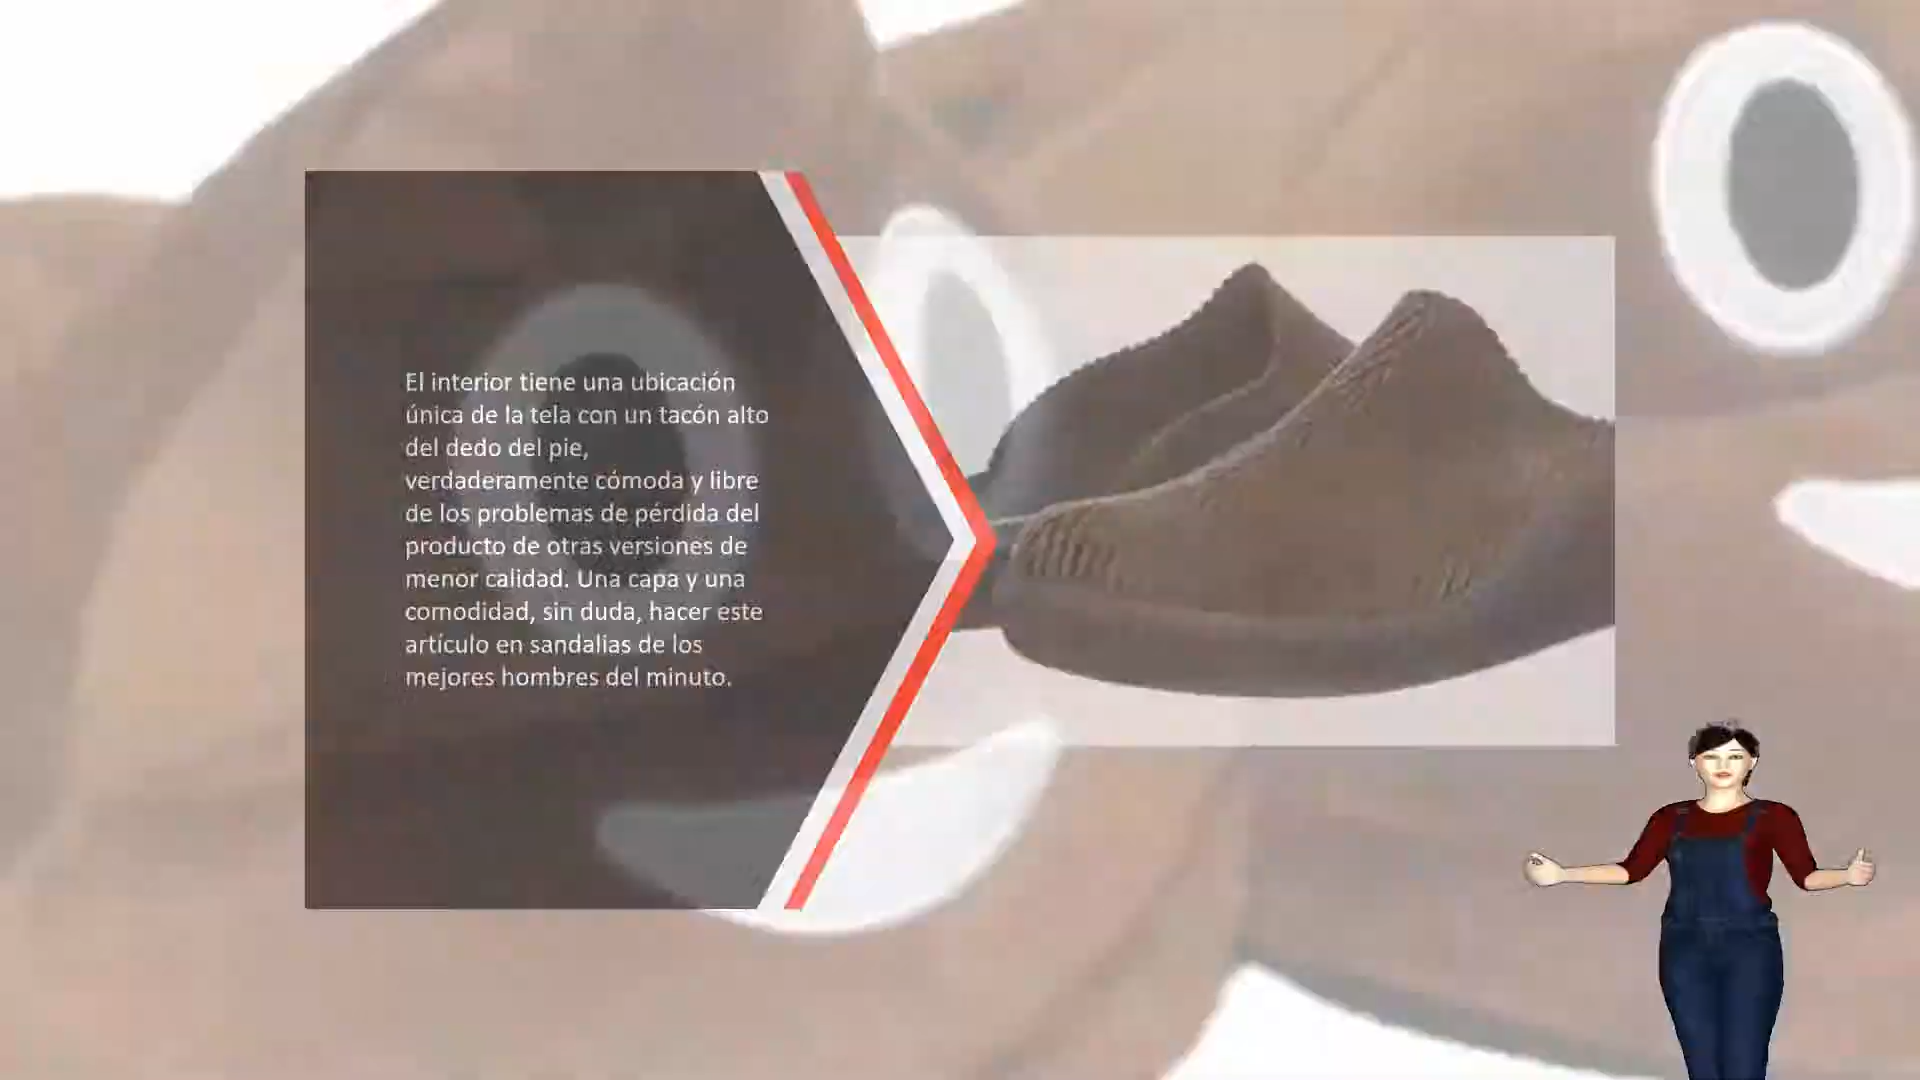 El interior tiene una ubicación
única de la tela con un tacón alto
del dedo del pie,
verdaderamente cómoda y libre
de los problemas de pérdida del
producto de otras versiones de
menor calidad. Una capa y una
comodidad, sin duda, hacer este
artículo en sandalias de los
mejores hombres del minuto.